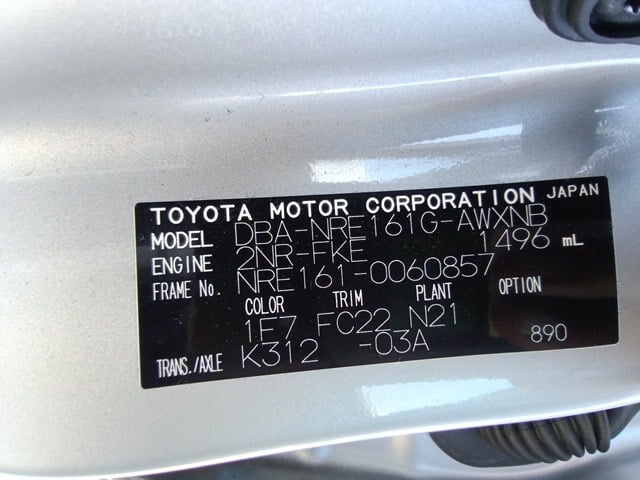 TOYOTA MOTOR CORPORATION JAPAN
MODEL DBA-NRE161G-AWXNB
ENGINE 2NR-FKE 1496 mL
FRAME No. NRE161-0060857
COLOR TRIM PLANT OPTION
1F7 FC22 N21
TRANS./AXLE K312 -03A 890